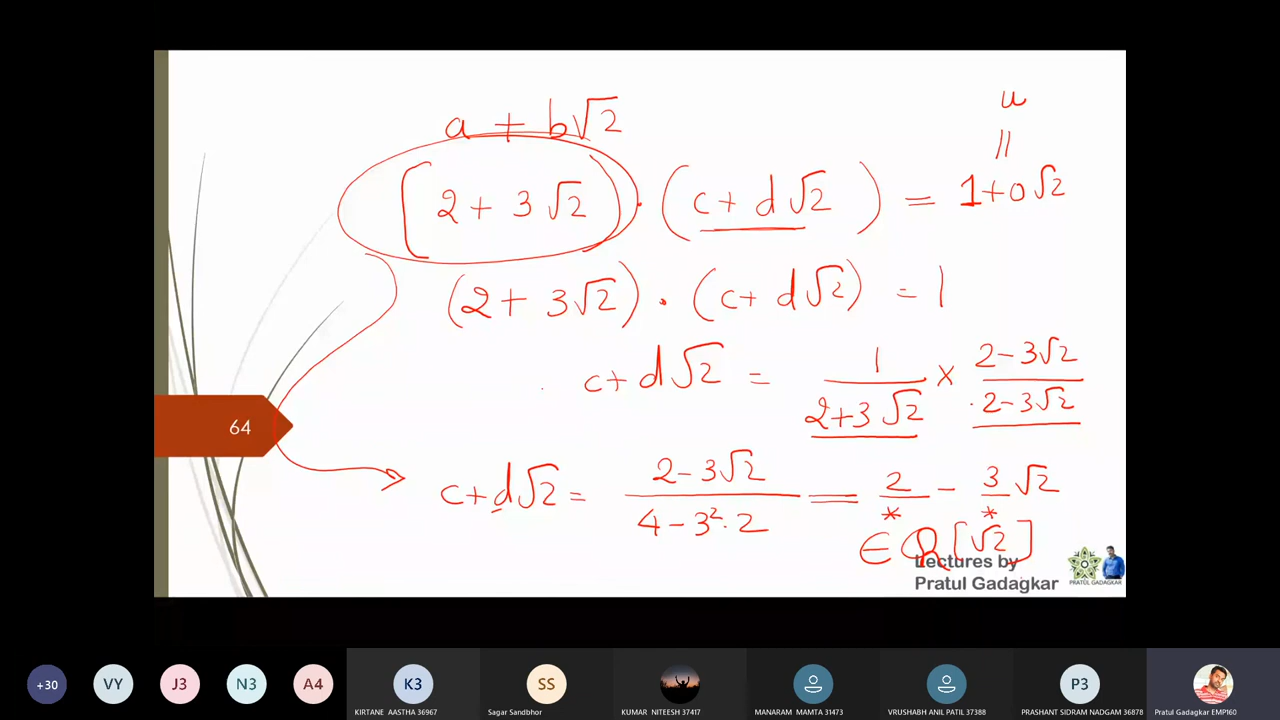 a + b√2
u
||
[2 + 3√2) · (c + d√2) = 1+0√2
(2 + 3√2) · (c + d√2) = 1
c + d√2 = 1/(2+3√2) × (2-3√2)/(2-3√2)
64
c+d√2 = (2-3√2)/(4-3²·2) = 2/* - 3/* √2
∈ Q[√2]
Lectures by
Pratul Gadagkar
PRATUL GADAGKAR
+30 VY J3 N3 A4 K3 SS P3
KIRTANE AASTHA 36967 Sagar Sandbhor KUMAR NITEESH 37417 MANARAM MAMTA 31473 VRUSHABH ANIL PATIL 37388 PRASHANT SIDRAM NADGAM 36878 Pratul Gadagkar EMP160